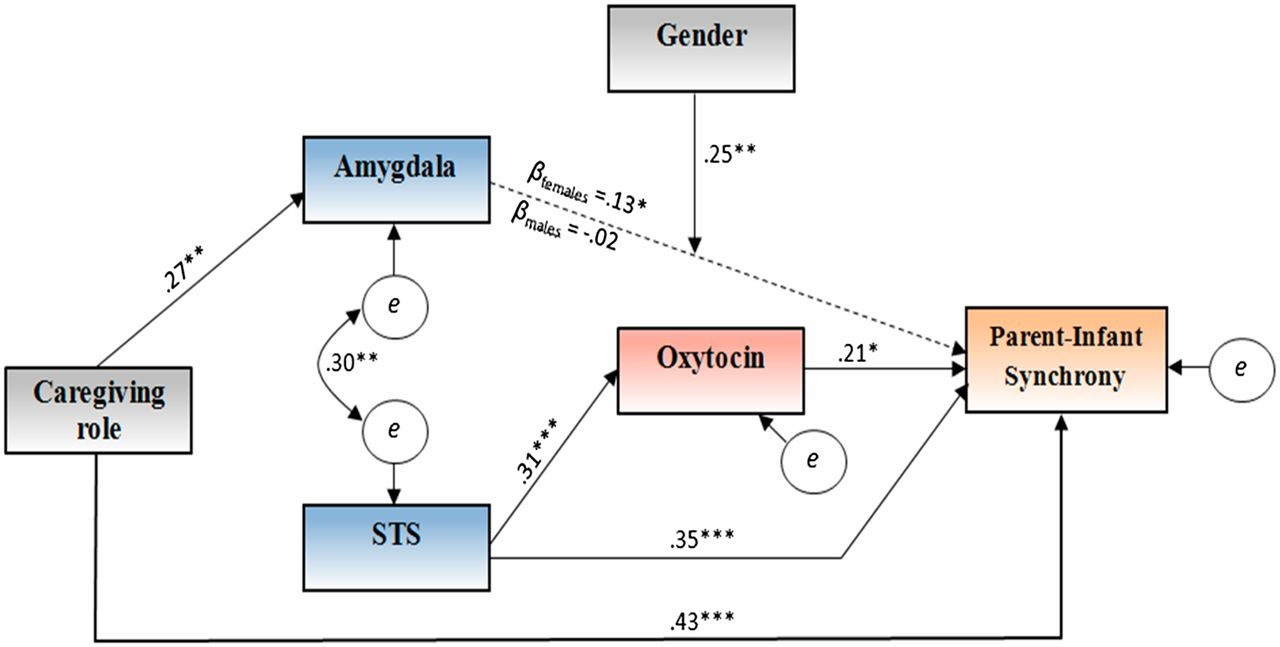 Gender
.25**
Amygdala
βfemales =.13*
βmales = -.02
.27**
e
.30**
e
Caregiving
role
Oxytocin
.21*
Parent-Infant
Synchrony
e
.31***
e
STS
.35***
.43***